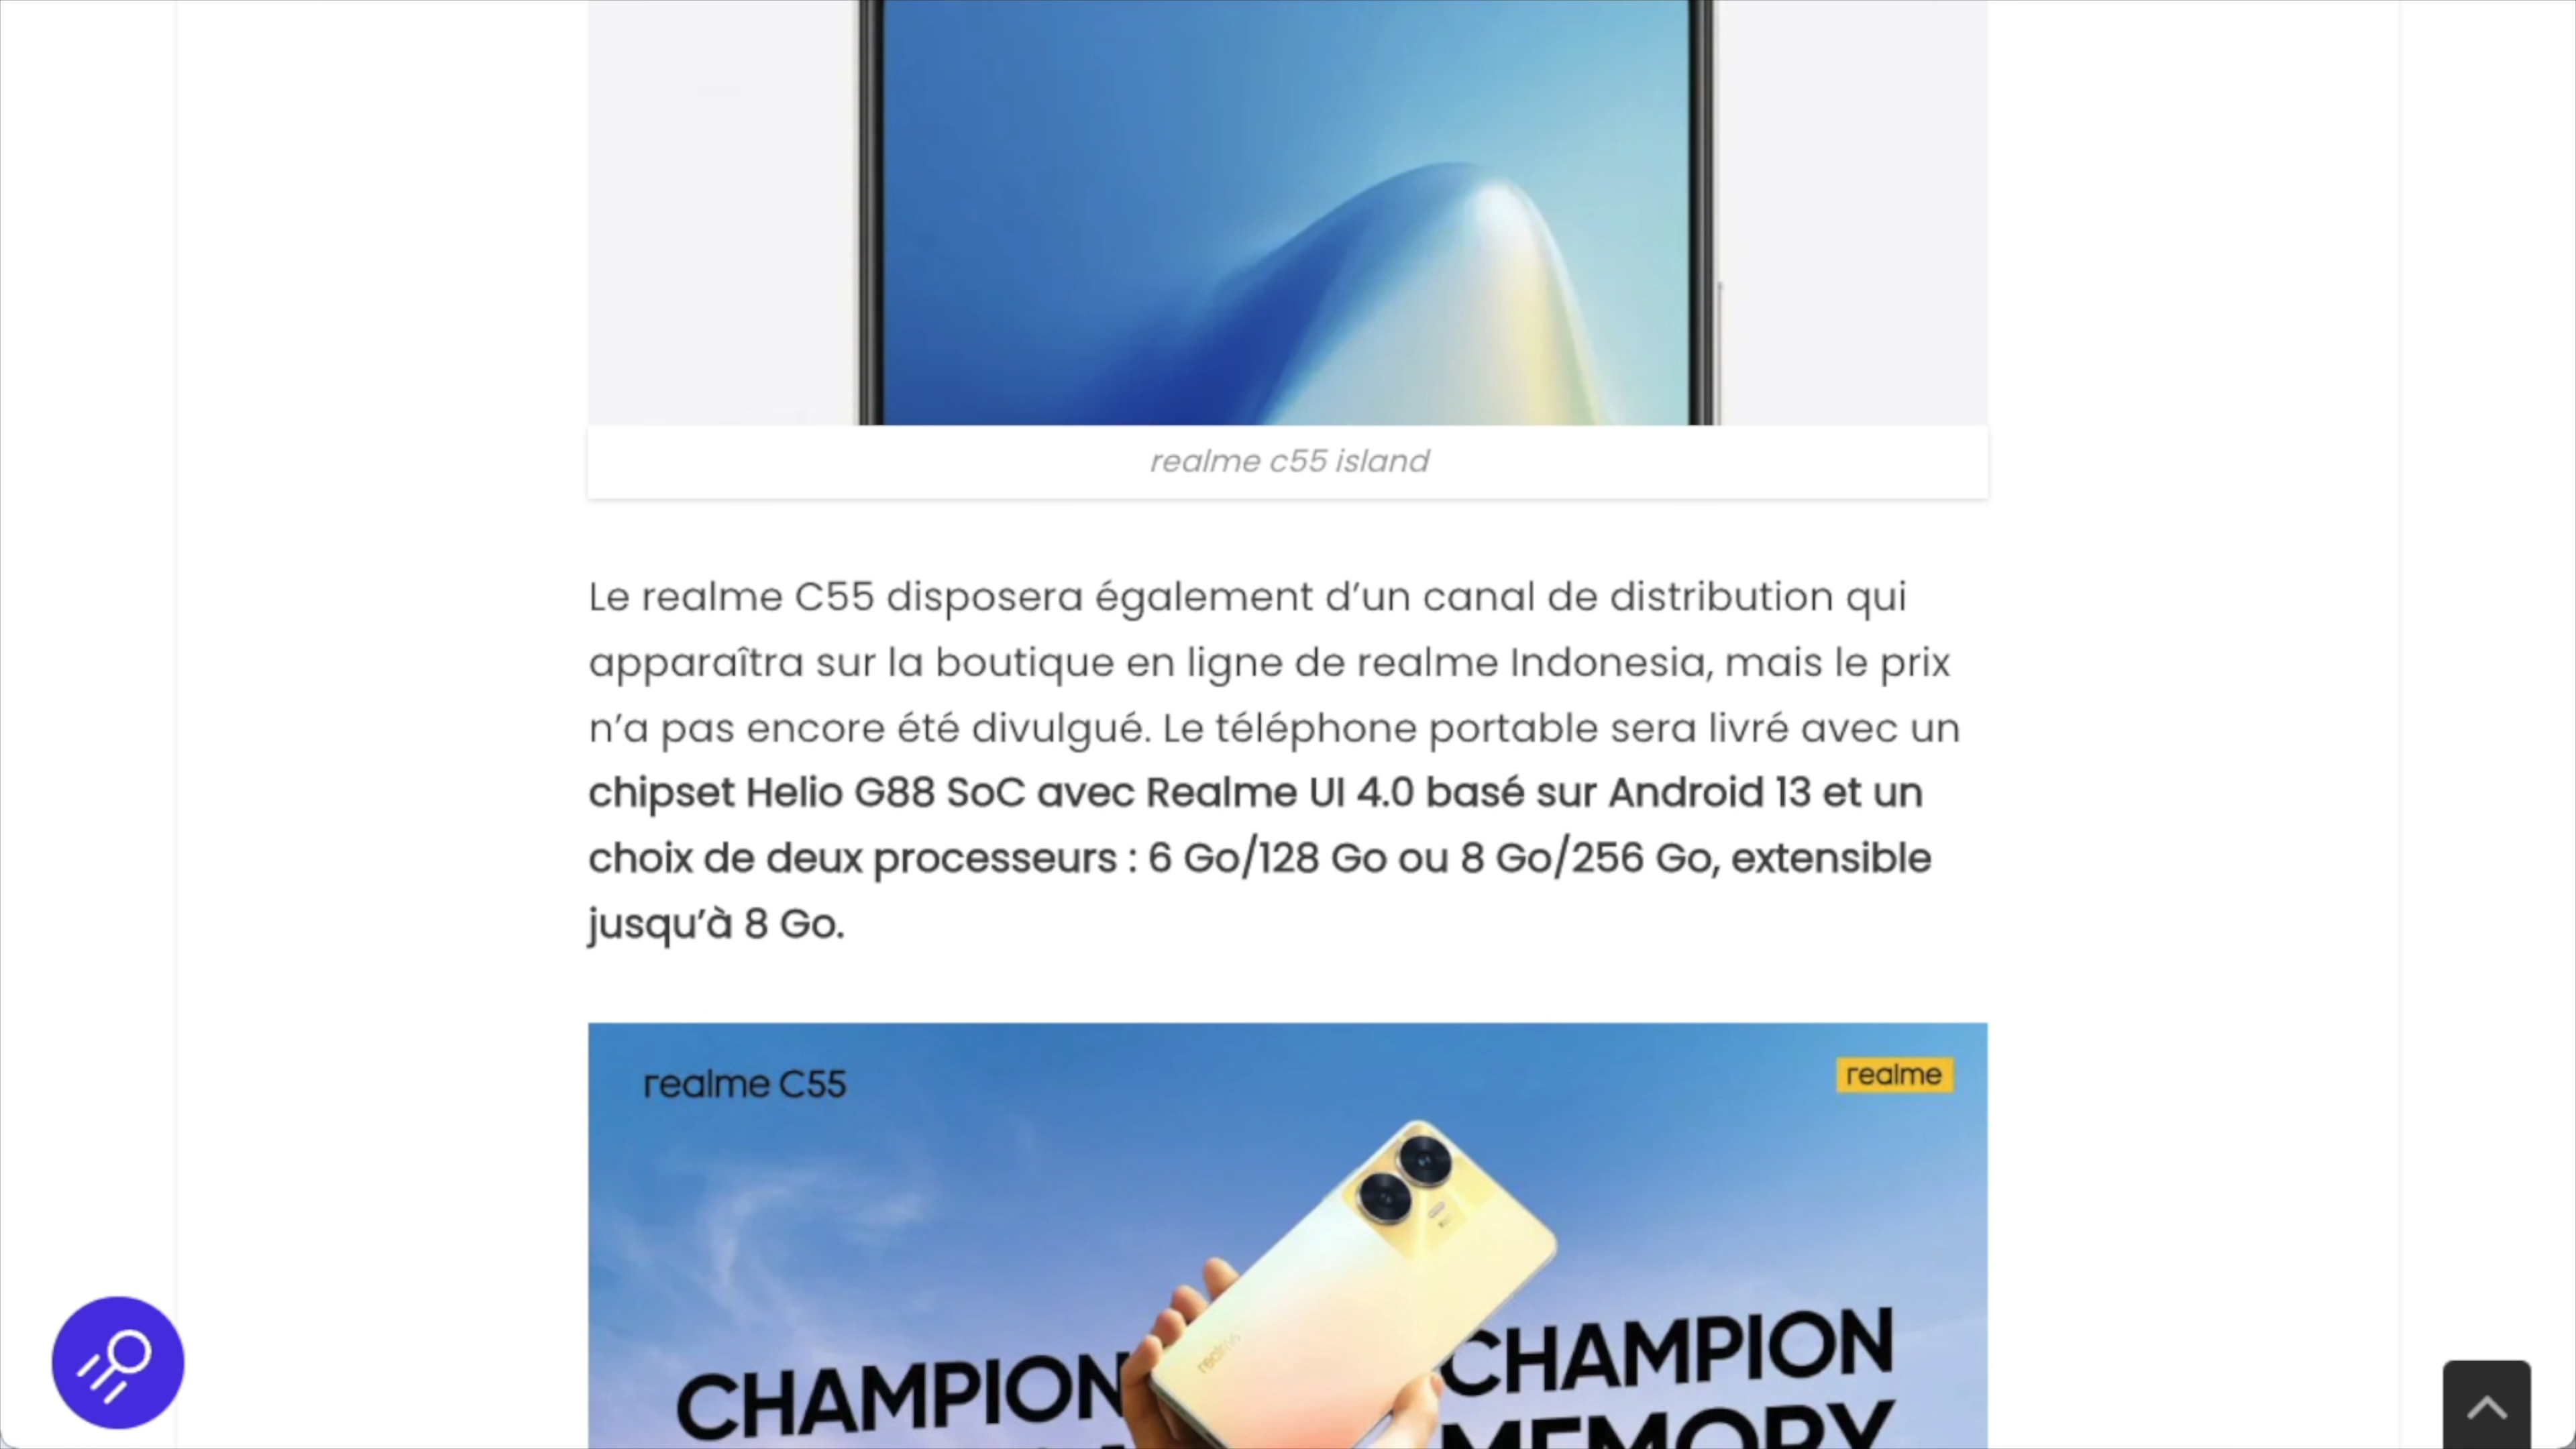 realme c55 island
Le realme C55 disposera également d’un canal de distribution qui
apparaîtra sur la boutique en ligne de realme Indonesia, mais le prix
n’a pas encore été divulgué. Le téléphone portable sera livré avec un
chipset Helio G88 SoC avec Realme UI 4.0 basé sur Android 13 et un
choix de deux processeurs : 6 Go/128 Go ou 8 Go/256 Go, extensible
jusqu’à 8 Go.
realme C55
realme
realme
CHAMPION
CHAMPION
MEMORY